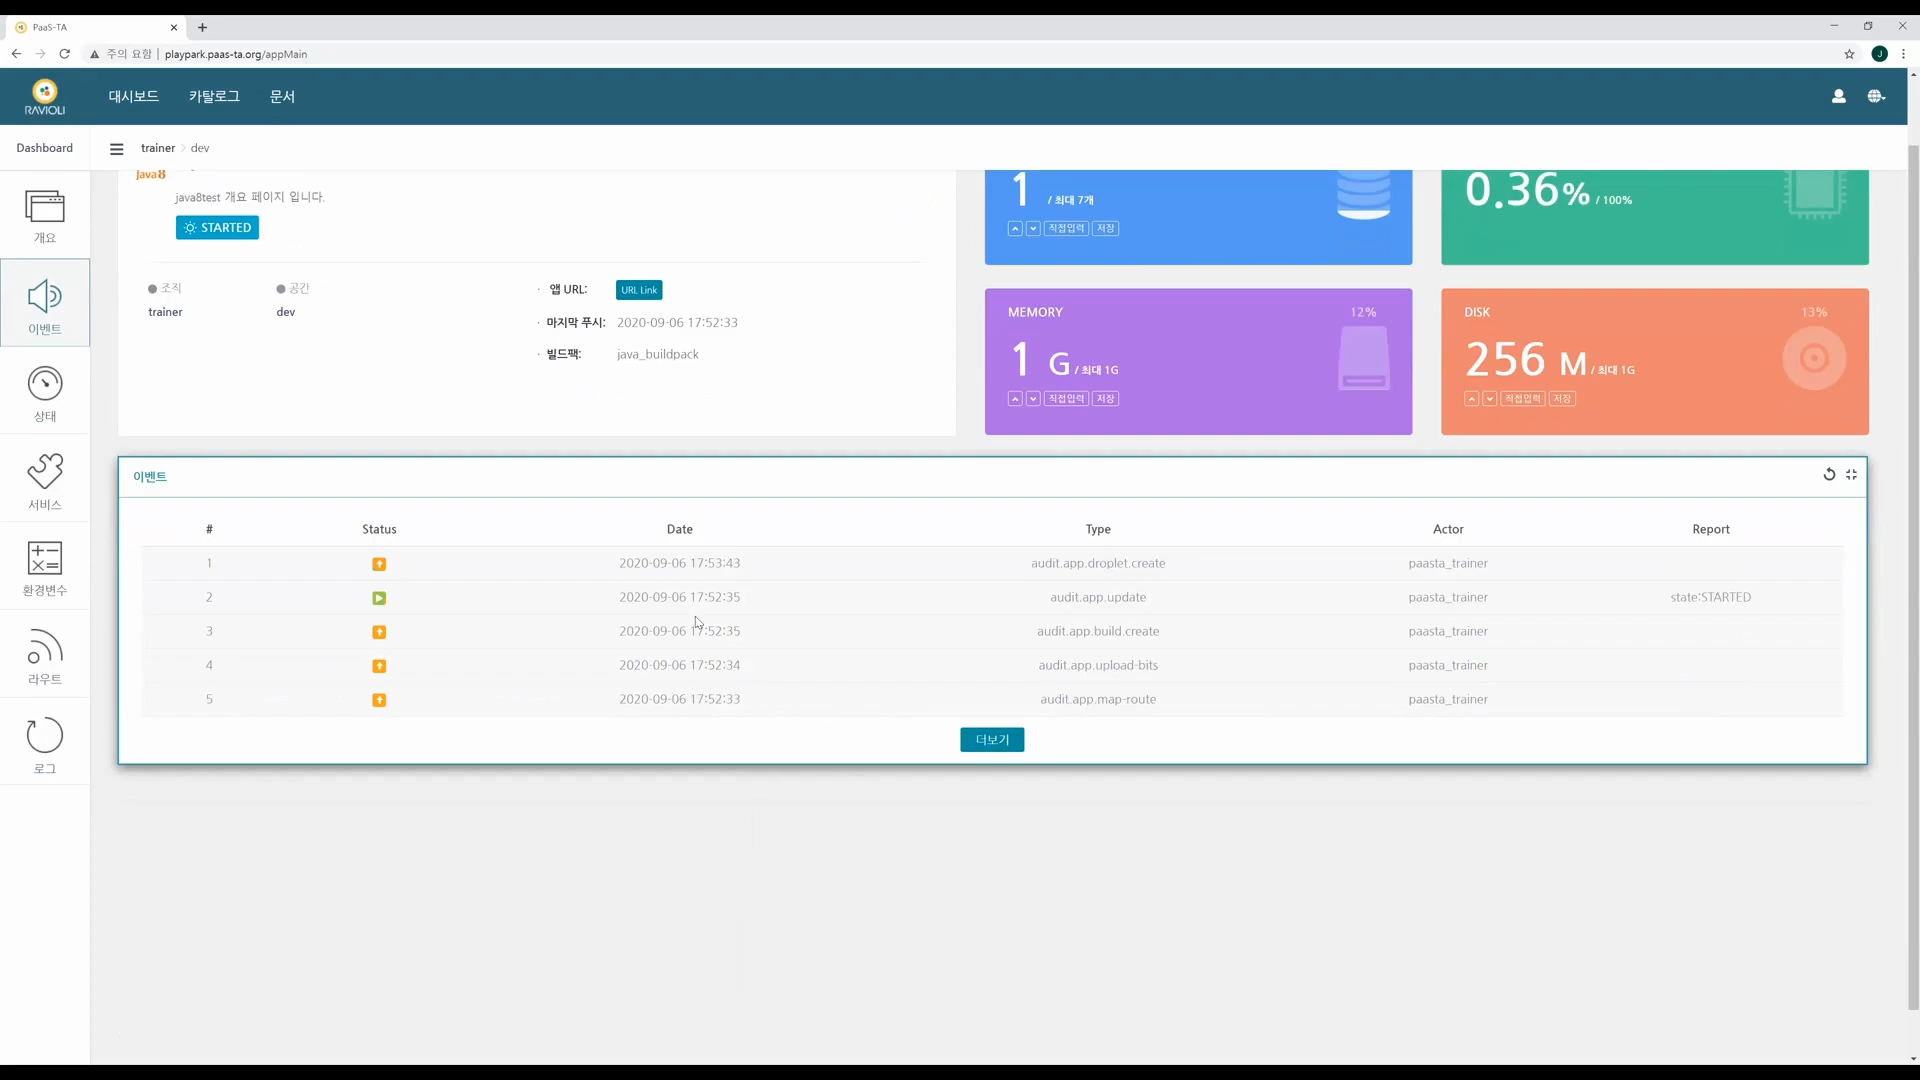 PaaS-TA
주의 요함 | playpark.paas-ta.org/appMain
J
RAVIOLI
대시보드 카탈로그 문서
Dashboard
trainer > dev
개요
이벤트
상태
서비스
환경변수
라우트
로그
java8
java8test 개요 페이지 입니다.
STARTED
조직 공간
trainer dev
· 앱 URL: URL Link
· 마지막 푸시: 2020-09-06 17:52:33
· 빌드팩: java_buildpack
1 / 최대 7개
직접입력 저장
0.36% / 100%
MEMORY 12%
1 G / 최대 1G
직접입력 저장
DISK 13%
256 M / 최대 1G
직접입력 저장
이벤트
# Status Date Type Actor Report
1 2020-09-06 17:53:43 audit.app.droplet.create paasta_trainer
2 2020-09-06 17:52:35 audit.app.update paasta_trainer state:STARTED
3 2020-09-06 17:52:35 audit.app.build.create paasta_trainer
4 2020-09-06 17:52:34 audit.app.upload-bits paasta_trainer
5 2020-09-06 17:52:33 audit.app.map-route paasta_trainer
더보기